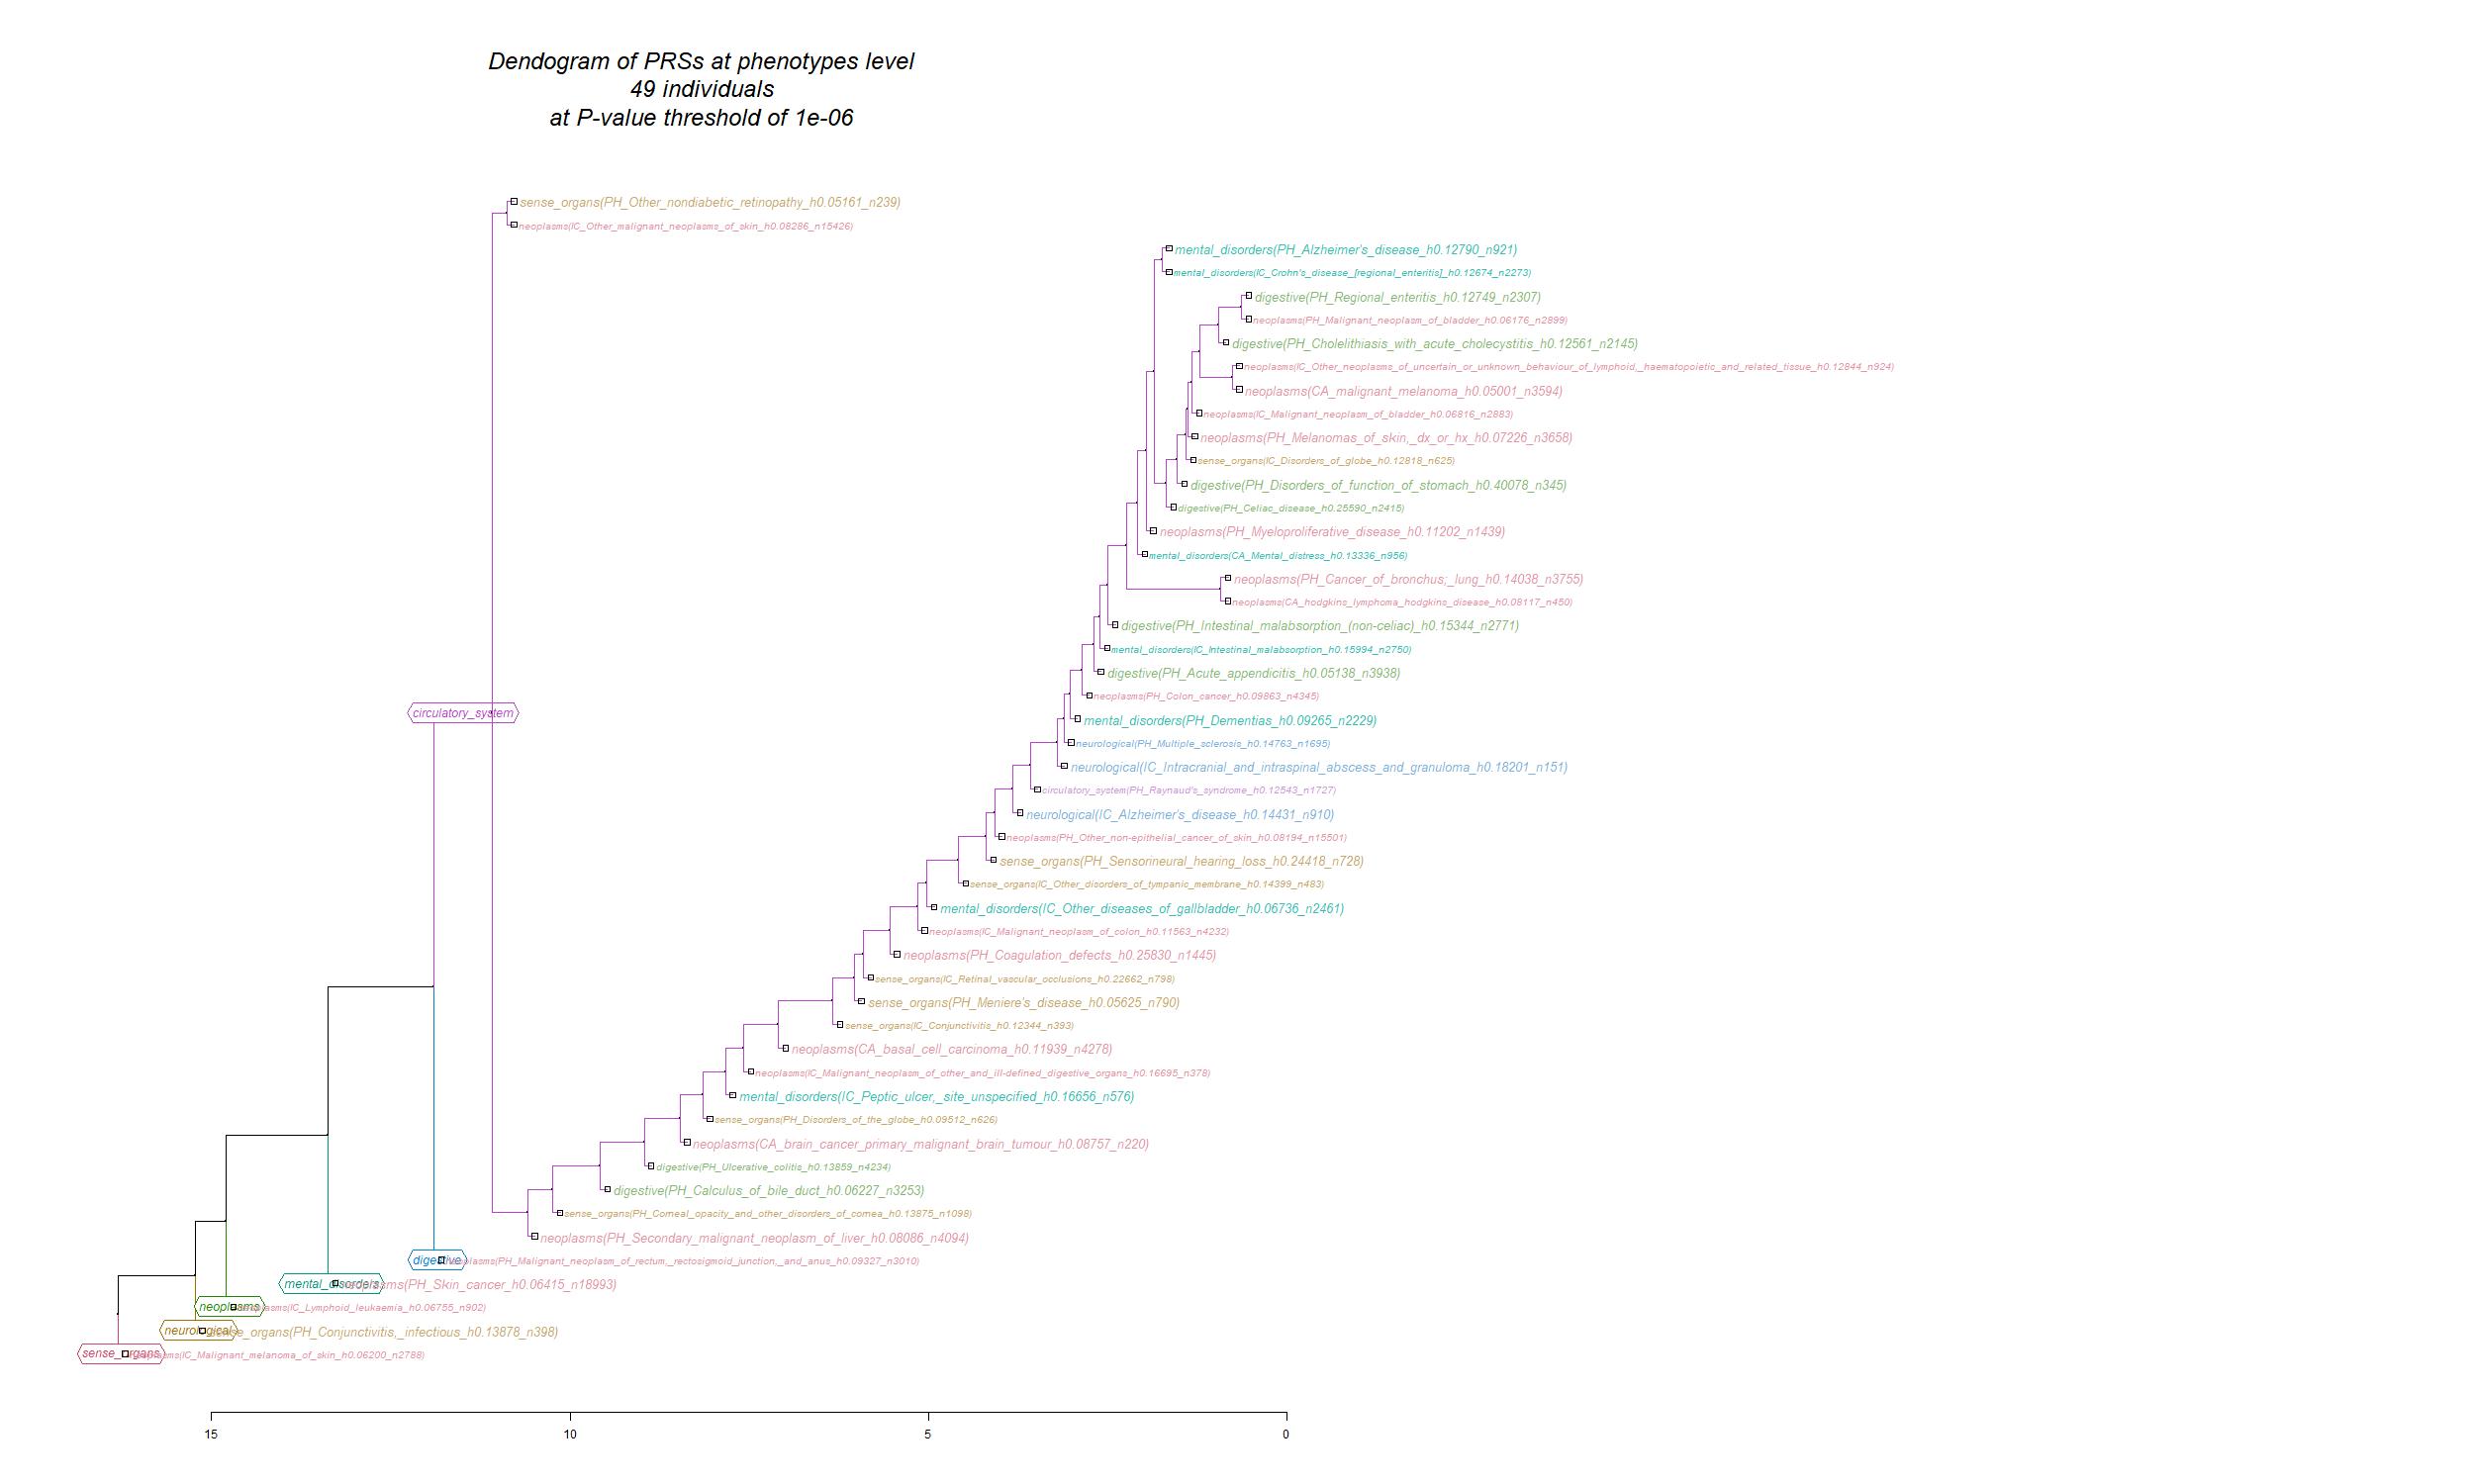 Dendogram of PRSs at phenotypes level
49 individuals
at P-value threshold of 1e-06
sense_organs(PH_Other_nondiabetic_retinopathy_h0.05161_n239)
neoplasms(IC_Other_malignant_neoplasms_of_skin_h0.08286_n15426)
mental_disorders(PH_Alzheimer's_disease_h0.12790_n921)
mental_disorders(IC_Crohn's_disease_[regional_enteritis]_h0.12674_n2273)
digestive(PH_Regional_enteritis_h0.12749_n2307)
neoplasms(PH_Malignant_neoplasm_of_bladder_h0.06176_n2899)
digestive(PH_Cholelithiasis_with_acute_cholecystitis_h0.12561_n2145)
neoplasms(IC_Other_neoplasms_of_uncertain_or_unknown_behaviour_of_lymphoid,_haematopoietic_and_related_tissue_h0.12844_n924)
neoplasms(CA_malignant_melanoma_h0.05001_n3594)
neoplasms(IC_Malignant_neoplasm_of_bladder_h0.06816_n2883)
neoplasms(PH_Melanomas_of_skin,_dx_or_hx_h0.07226_n3658)
sense_organs(IC_Disorders_of_globe_h0.12818_n625)
digestive(PH_Disorders_of_function_of_stomach_h0.40078_n345)
digestive(PH_Celiac_disease_h0.25590_n2415)
neoplasms(PH_Myeloproliferative_disease_h0.11202_n1439)
mental_disorders(CA_Mental_distress_h0.13336_n956)
neoplasms(PH_Cancer_of_bronchus;_lung_h0.14038_n3755)
neoplasms(CA_hodgkins_lymphoma_hodgkins_disease_h0.08117_n450)
digestive(PH_Intestinal_malabsorption_(non-celiac)_h0.15344_n2771)
mental_disorders(IC_Intestinal_malabsorption_h0.15994_n2750)
digestive(PH_Acute_appendicitis_h0.05138_n3938)
neoplasms(PH_Colon_cancer_h0.09863_n4345)
circulatory_system
mental_disorders(PH_Dementias_h0.09265_n2229)
neurological(PH_Multiple_sclerosis_h0.14763_n1695)
neurological(IC_Intracranial_and_intraspinal_abscess_and_granuloma_h0.18201_n151)
circulatory_system(PH_Raynaud's_syndrome_h0.12543_n1727)
neurological(IC_Alzheimer's_disease_h0.14431_n910)
neoplasms(PH_Other_non-epithelial_cancer_of_skin_h0.08194_n15501)
sense_organs(PH_Sensorineural_hearing_loss_h0.24418_n728)
sense_organs(IC_Other_disorders_of_tympanic_membrane_h0.14399_n483)
mental_disorders(IC_Other_diseases_of_gallbladder_h0.06736_n2461)
neoplasms(IC_Malignant_neoplasm_of_colon_h0.11563_n4232)
neoplasms(PH_Coagulation_defects_h0.25830_n1445)
sense_organs(IC_Retinal_vascular_occlusions_h0.22662_n798)
sense_organs(PH_Meniere's_disease_h0.05625_n790)
sense_organs(IC_Conjunctivitis_h0.12344_n393)
neoplasms(CA_basal_cell_carcinoma_h0.11939_n4278)
neoplasms(IC_Malignant_neoplasm_of_other_and_ill-defined_digestive_organs_h0.16695_n378)
mental_disorders(IC_Peptic_ulcer,_site_unspecified_h0.16656_n576)
sense_organs(PH_Disorders_of_the_globe_h0.09512_n626)
neoplasms(CA_brain_cancer_primary_malignant_brain_tumour_h0.08757_n220)
digestive(PH_Ulcerative_colitis_h0.13859_n4234)
digestive(PH_Calculus_of_bile_duct_h0.06227_n3253)
sense_organs(PH_Corneal_opacity_and_other_disorders_of_cornea_h0.13875_n1098)
neoplasms(PH_Secondary_malignant_neoplasm_of_liver_h0.08086_n4094)
digestive neoplasms(PH_Malignant_neoplasm_of_rectum,_rectosigmoid_junction,_and_anus_h0.09327_n3010)
mental_disorders neoplasms(PH_Skin_cancer_h0.06415_n18993)
neoplasms neoplasms(IC_Lymphoid_leukaemia_h0.06755_n902)
neurological sense_organs(PH_Conjunctivitis,_infectious_h0.13878_n398)
sense_organs neoplasms(IC_Malignant_melanoma_of_skin_h0.06200_n2788)
15 10 5 0